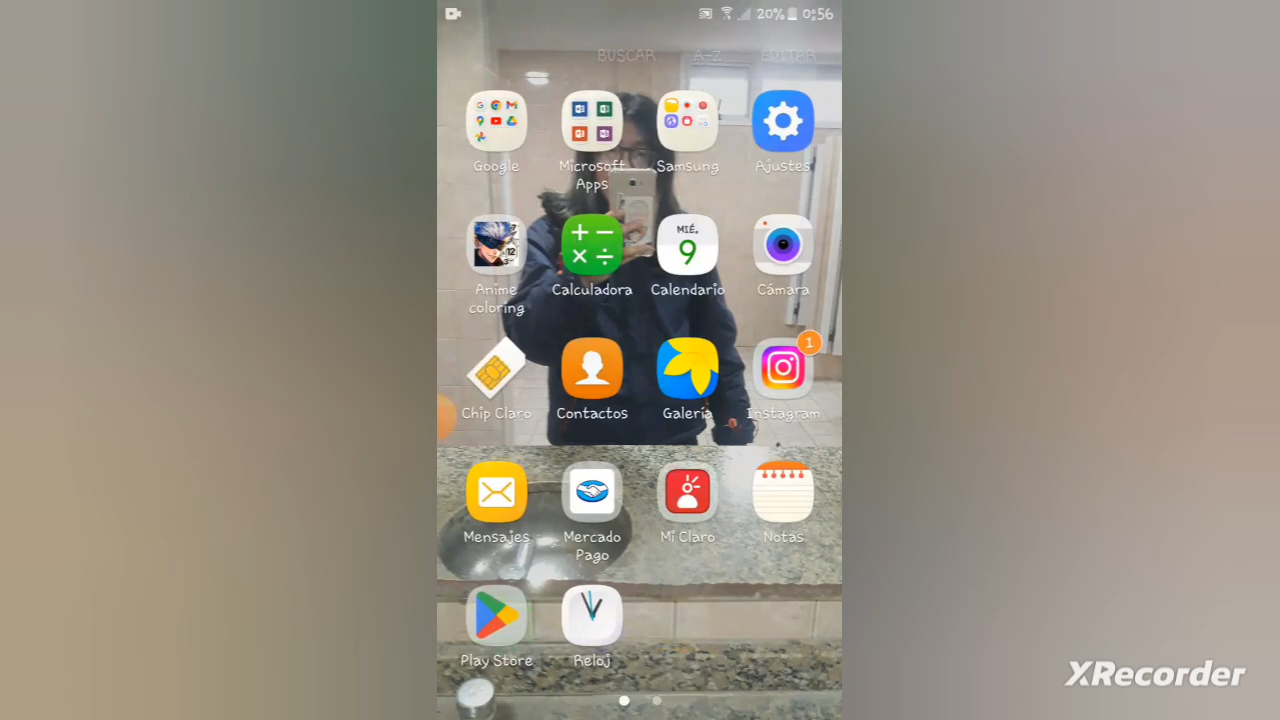 20% 0:56
BUSCAR A-Z EDITAR
Google
Microsoft Apps
Samsung
Ajustes
Anime coloring
Calculadora
MIÉ.
9
Calendario
Cámara
Chip Claro
Contactos
Galería
1
Instagram
Mensajes
Mercado Pago
Mi Claro
Notas
Play Store
Reloj
XRecorder